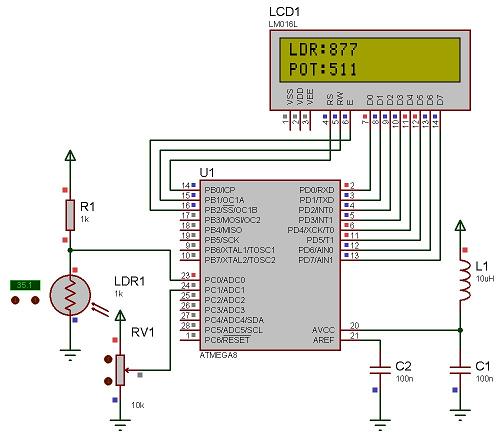 LCD1
LM016L
LDR:877
POT:511
VSS
VDD
VEE
RS
RW
E
D0
D1
D2
D3
D4
D5
D6
D7
1
2
3
4
5
6
7
8
9
10
11
12
13
14
U1
14 PB0/ICP PD0/RXD 2
15 PB1/OC1A PD1/TXD 3
16 PB2/SS/OC1B PD2/INT0 4
17 PB3/MOSI/OC2 PD3/INT1 5
18 PB4/MISO PD4/XCK/T0 6
19 PB5/SCK PD5/T1 11
9 PB6/XTAL1/TOSC1 PD6/AIN0 12
10 PB7/XTAL2/TOSC2 PD7/AIN1 13
23 PC0/ADC0
24 PC1/ADC1
25 PC2/ADC2
26 PC3/ADC3
27 PC4/ADC4/SDA
28 PC5/ADC5/SCL AVCC 20
1 PC6/RESET AREF 21
ATMEGA8
R1
1k
35.1
LDR1
1k
RV1
10k
L1
10uH
C2
100n
C1
100n